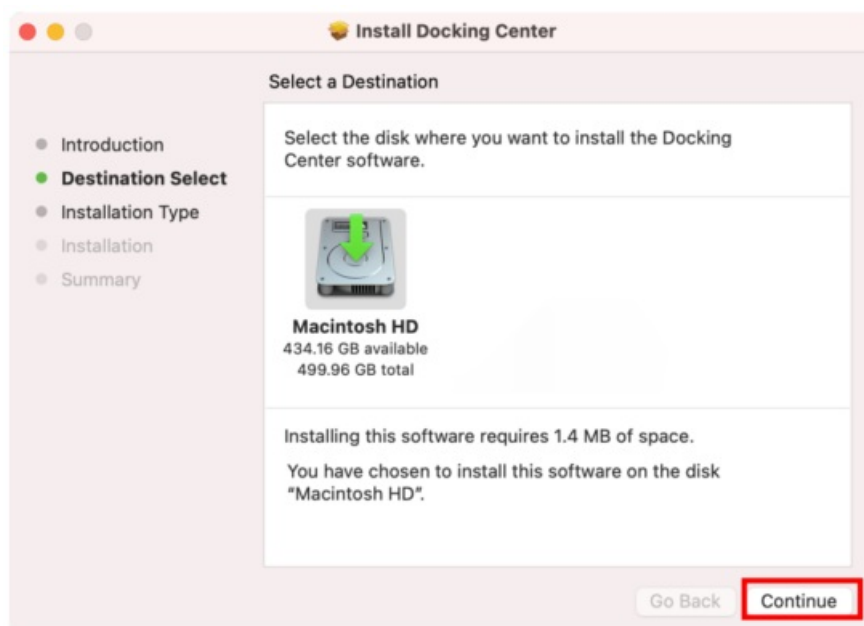 Install Docking Center
Select a Destination
Introduction
Destination Select
Installation Type
Installation
Summary
Select the disk where you want to install the Docking
Center software.
Macintosh HD
434.16 GB available
499.96 GB total
Installing this software requires 1.4 MB of space.
You have chosen to install this software on the disk
“Macintosh HD”.
Go Back
Continue